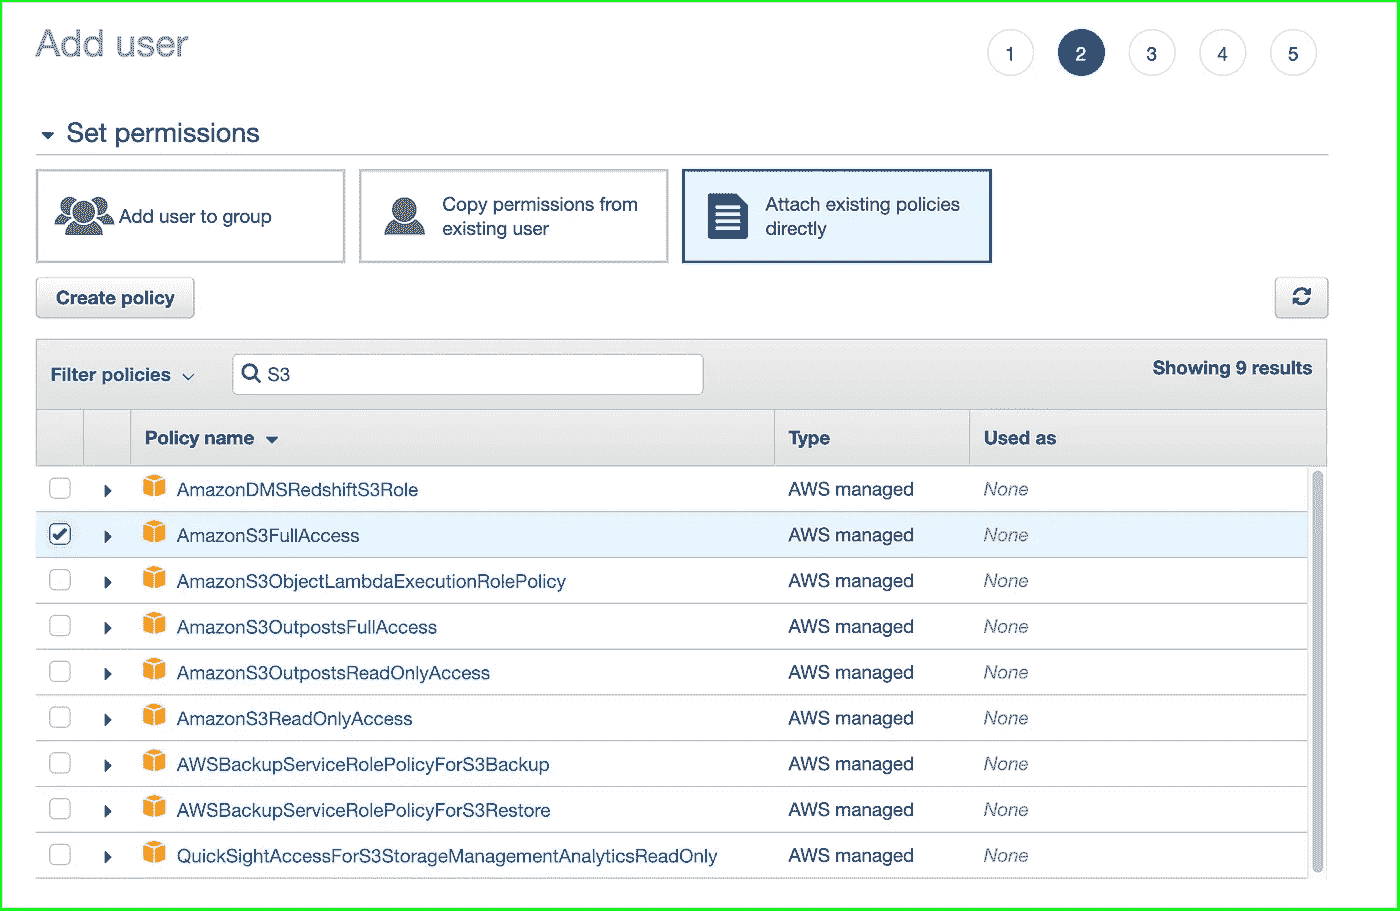 Add user
1 2 3 4 5
Set permissions
Add user to group
Copy permissions from
existing user
Attach existing policies
directly
Create policy
Filter policies
S3
Showing 9 results
Policy name Type Used as
AmazonDMSRedshiftS3Role AWS managed None
AmazonS3FullAccess AWS managed None
AmazonS3ObjectLambdaExecutionRolePolicy AWS managed None
AmazonS3OutpostsFullAccess AWS managed None
AmazonS3OutpostsReadOnlyAccess AWS managed None
AmazonS3ReadOnlyAccess AWS managed None
AWSBackupServiceRolePolicyForS3Backup AWS managed None
AWSBackupServiceRolePolicyForS3Restore AWS managed None
QuickSightAccessForS3StorageManagementAnalyticsReadOnly AWS managed None